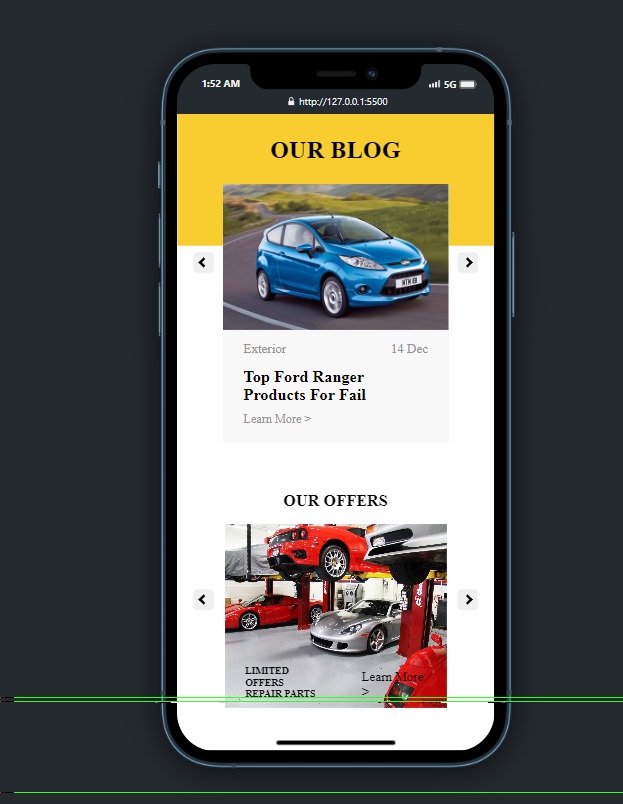 1:52 AM
5G
http://127.0.0.1:5500
OUR BLOG
Exterior 14 Dec
Top Ford Ranger
Products For Fail
Learn More >
OUR OFFERS
LIMITED
OFFERS
REPAIR PARTS
Learn More
>